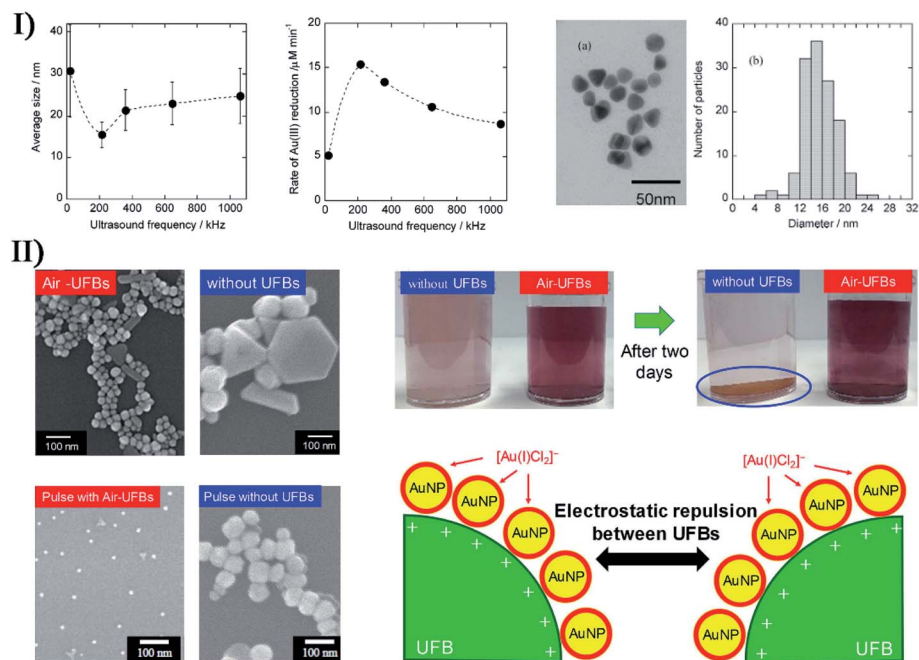 I)
Average size / nm
40
30
20
10
0
0 200 400 600 800 1000
Ultrasound frequency / kHz
Rate of Au(III) reduction /µM min⁻¹
20
15
10
5
0
0 200 400 600 800 1000
Ultrasound frequency / kHz
(a)
50nm
(b)
Number of particles
40
30
20
10
0
0 4 8 12 16 20 24 28 32
Diameter / nm
II)
Air -UFBs
100 nm
without UFBs
100 nm
Pulse with Air-UFBs
100 nm
Pulse without UFBs
100 nm
without UFBs
Air-UFBs
After two
days
without UFBs
Air-UFBs
[Au(I)Cl₂]⁻
[Au(I)Cl₂]⁻
AuNP
AuNP
AuNP
AuNP
AuNP
Electrostatic repulsion
between UFBs
AuNP
AuNP
AuNP
AuNP
AuNP
+ + + + + + +
+ + + + + + +
UFB
UFB